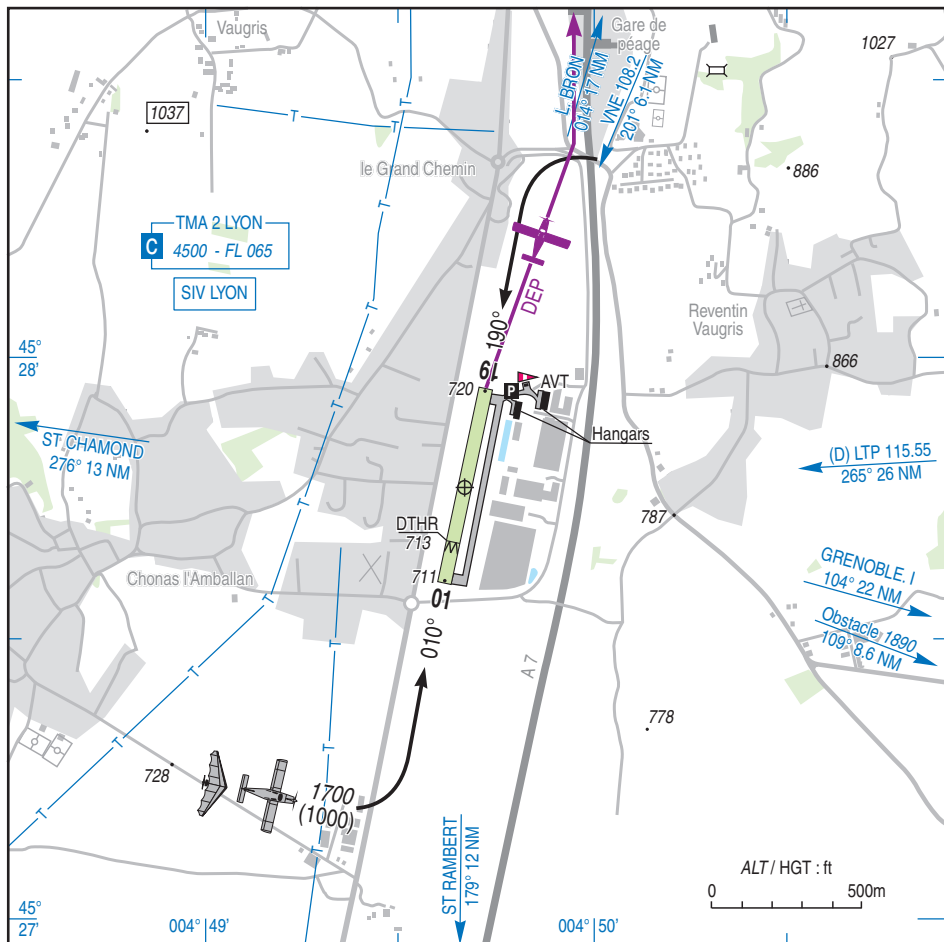 Vaugris
Gare de
péage
1027
1037
L. BRON
014° 17 NM
VNE 108.2
201° 6.1 NM
T
T
T
le Grand Chemin
886
TMA 2 LYON
C
4500 - FL 065
SIV LYON
T
T
DEP
190°
Reventin
Vaugris
45°
28'
19
720
P
AVT
866
Hangars
ST CHAMOND
276° 13 NM
(D) LTP 115.55
265° 26 NM
787
DTHR
713
711
01
Chonas l'Amballan
T
T
GRENOBLE. I
104° 22 NM
Obstacle 1890
109° 8.6 NM
010°
A 7
778
T
T
728
1700
(1000)
ST RAMBERT
179° 12 NM
ALT / HGT : ft
0
500m
45°
27'
004° 49'
004° 50'